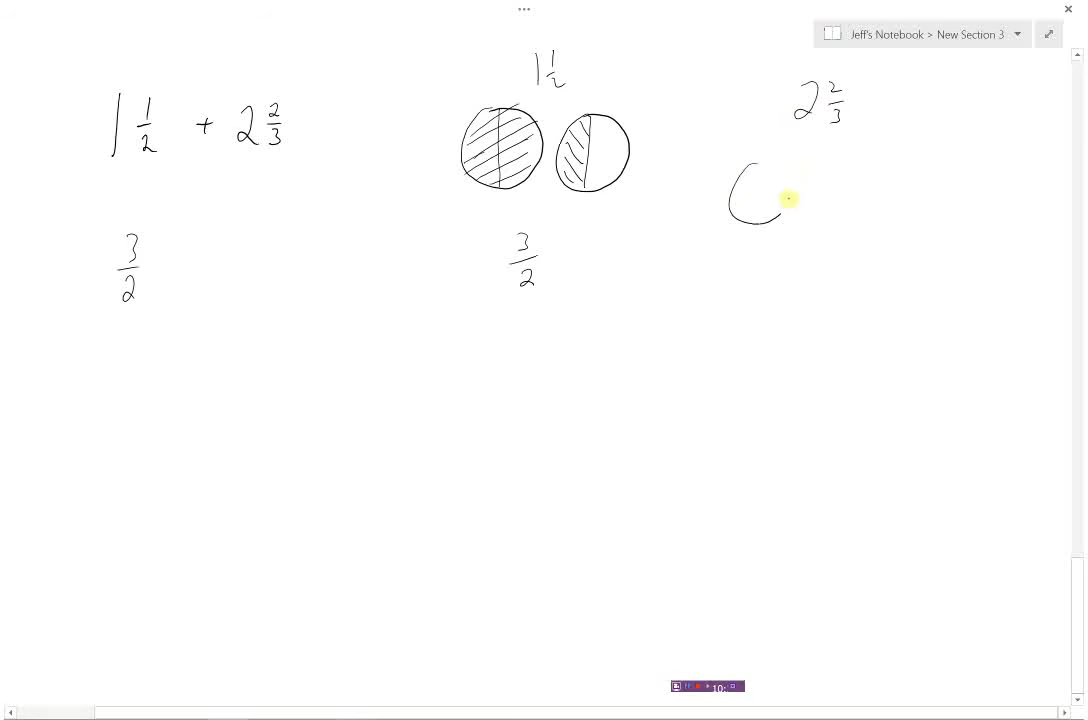 Jeff's Notebook > New Section 3
1 1/2 + 2 2/3
1 1/2
2 2/3
3/2
3/2
10: